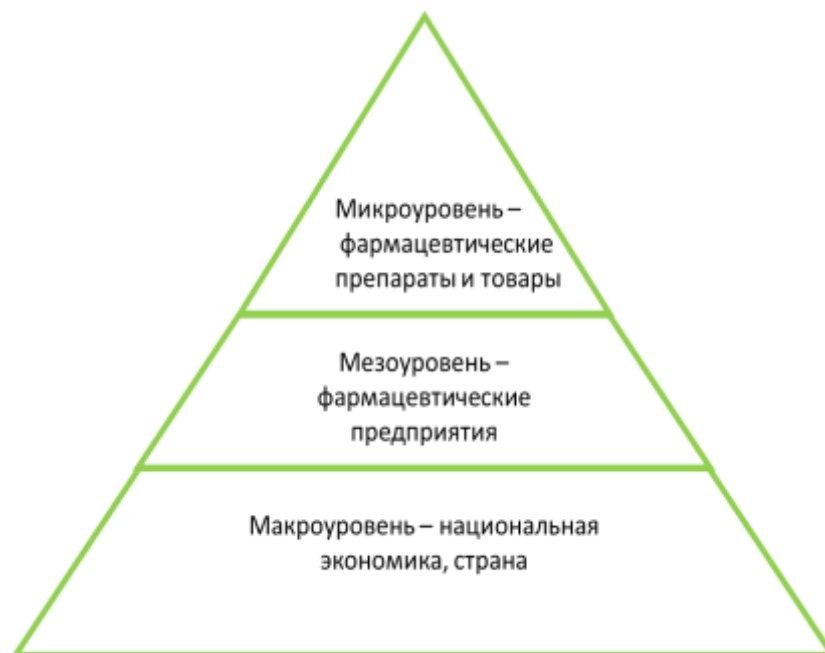 Микроуровень –
фармацевтические
препараты и товары
Мезоуровень –
фармацевтические
предприятия
Макроуровень – национальная
экономика, страна